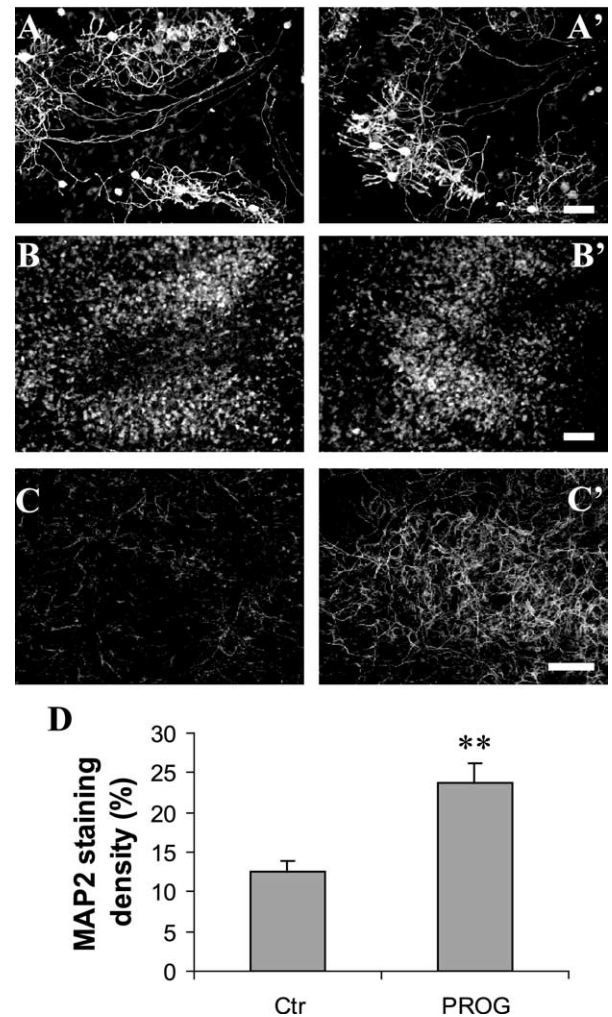 A
A’
B
B’
C
C’
D
MAP2 staining
density (%)
30
25
20
15
10
5
0
**
Ctr
PROG